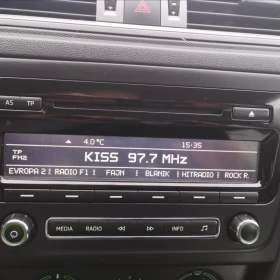 AS TP
4.0°C 15:35
TP
FM2 KISS 97.7 MHz
EUROPA 2 RADIO F1 FAJN BLANIK HITRADIO ROCK R.
MEDIA RADIO INFO